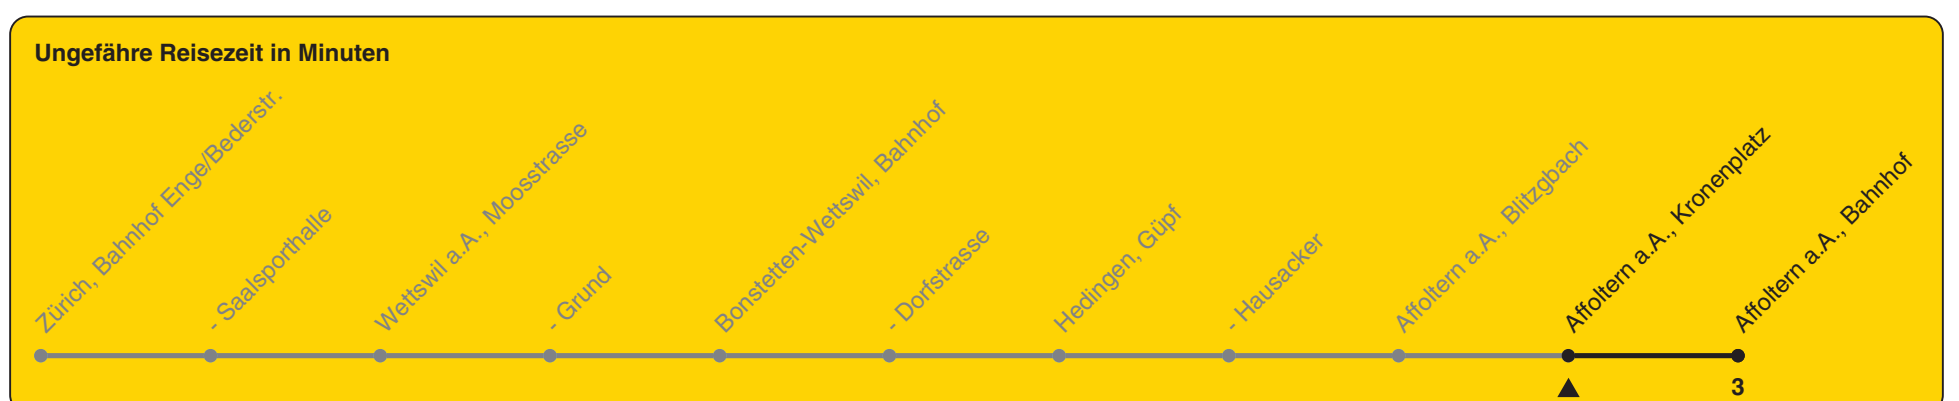 Ungefähre Reisezeit in Minuten
Zürich, Bahnhof Enge/Bederstr.
- Saalsporthalle
Wettswil a.A., Moosstrasse
- Grund
Bonstetten-Wettswil, Bahnhof
- Dorfstrasse
Hedingen, Güpf
- Hausacker
Affoltern a.A., Blitzgbach
Affoltern a.A., Kronenplatz
Affoltern a.A., Bahnhof
3